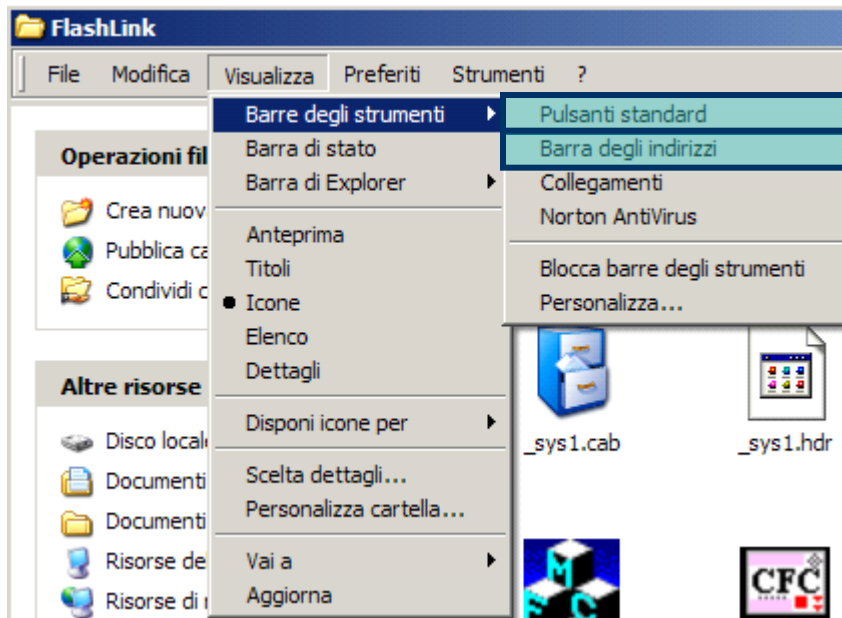 FlashLink
File Modifica Visualizza Preferiti Strumenti ?
Barre degli strumenti
Barra di stato
Barra di Explorer
Anteprima
Titoli
Icone
Elenco
Dettagli
Disponi icone per
Scelta dettagli...
Personalizza cartella...
Vai a
Aggiorna
Pulsanti standard
Barra degli indirizzi
Collegamenti
Norton AntiVirus
Blocca barre degli strumenti
Personalizza...
Operazioni fil
Crea nuov
Pubblica ca
Condividi c
Altre risorse
Disco local
Documenti
Documenti
Risorse de
Risorse di
_sys1.cab
_sys1.hdr
M
F C
CFC